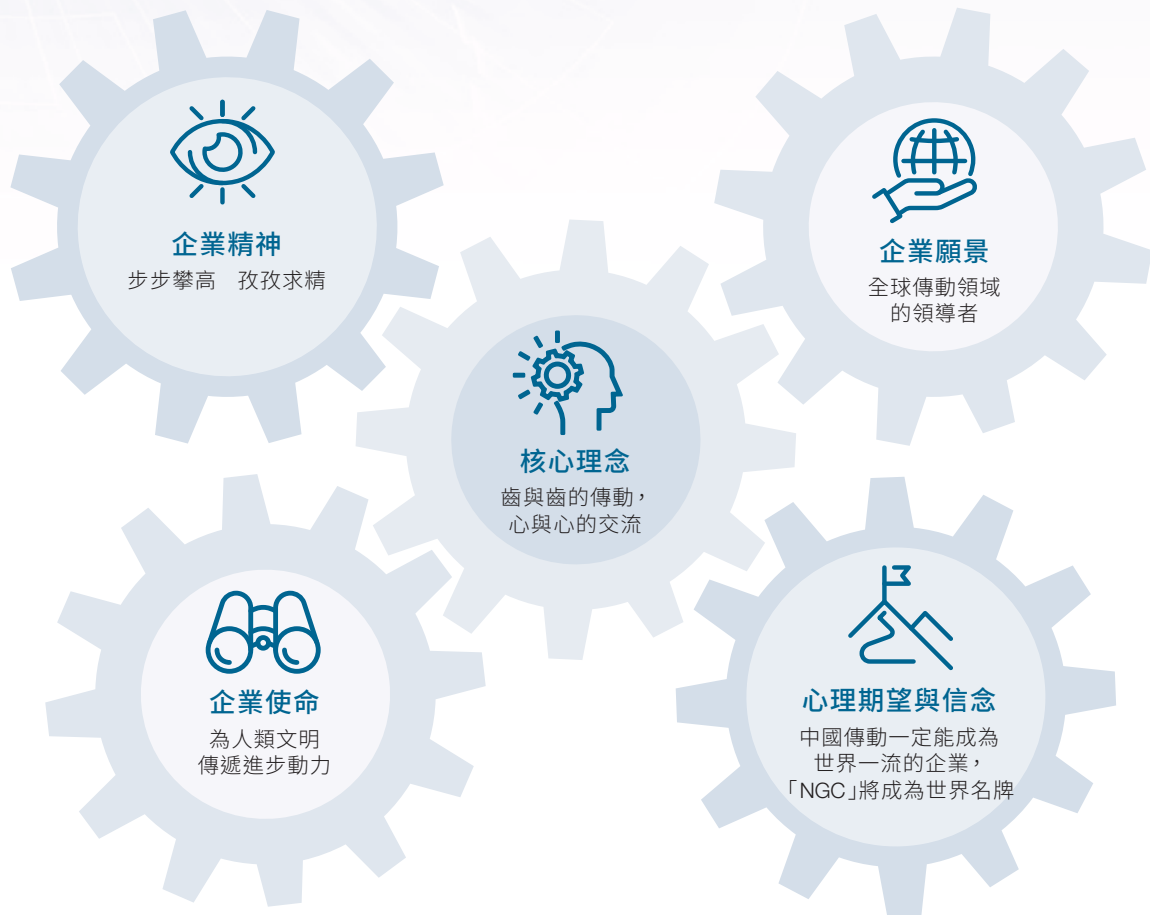 企業精神
步步攀高　孜孜求精
企業願景
全球傳動領域
的領導者
核心理念
齒與齒的傳動，
心與心的交流
企業使命
為人類文明
傳遞進步動力
心理期望與信念
中國傳動一定能成為
世界一流的企業，
「NGC」將成為世界名牌